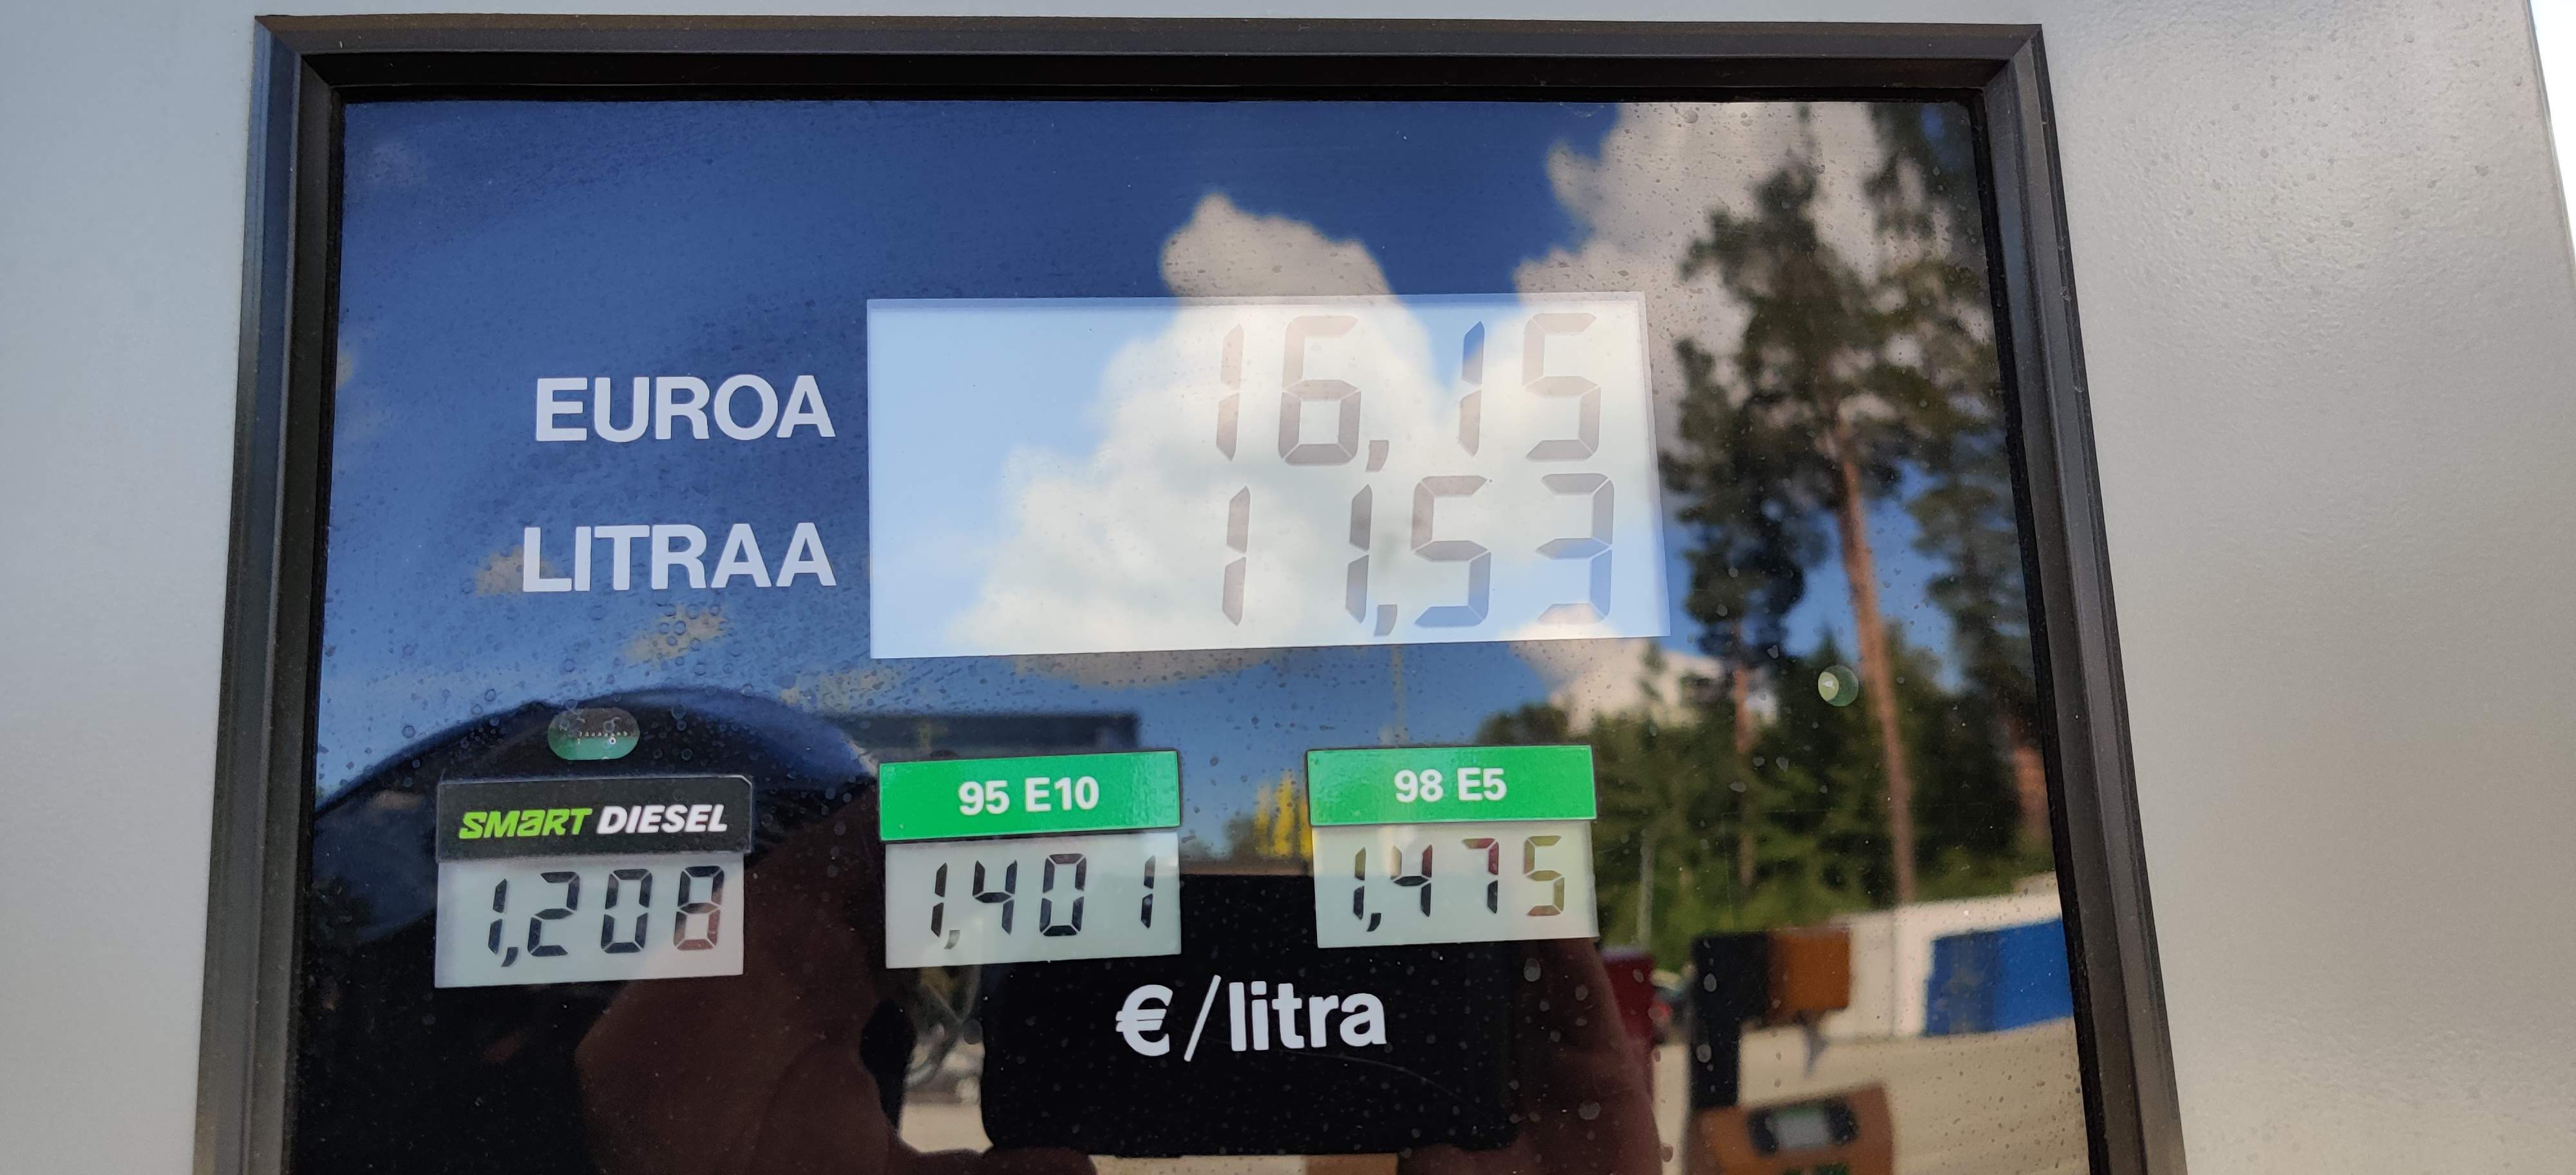 EUROA 16,15
LITRAA 11,53
SMART DIESEL 95 E10 98 E5
1,208 1,401 1,475
€/litra